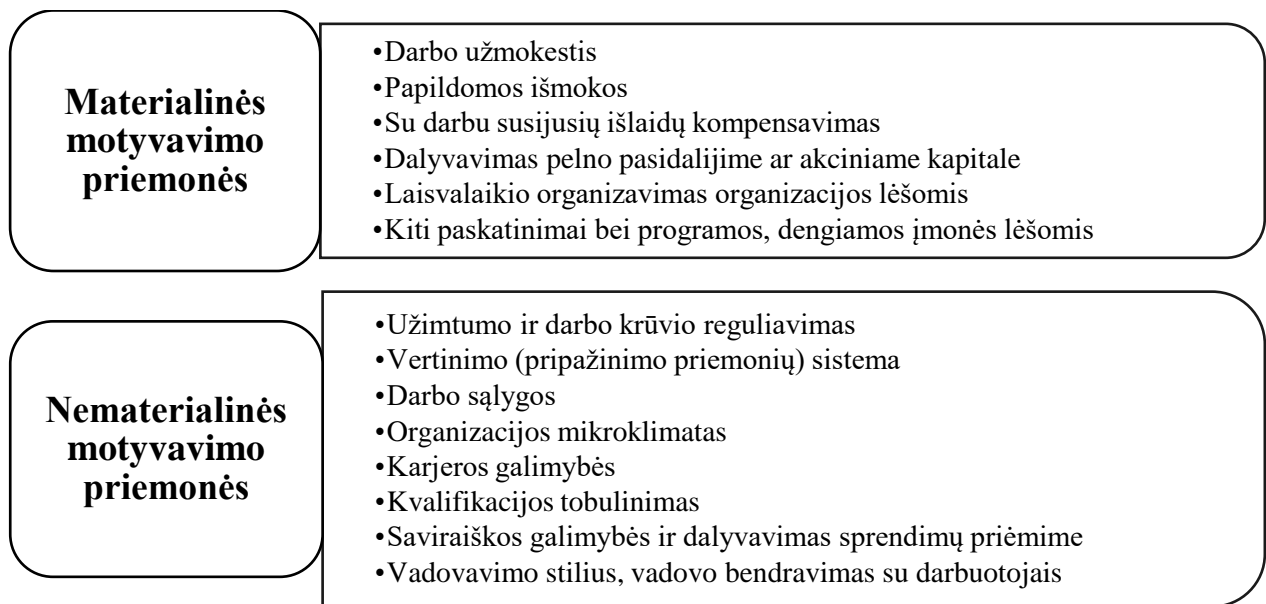 Materialinės
motyvavimo
priemonės
•Darbo užmokestis
•Papildomos išmokos
•Su darbu susijusių išlaidų kompensavimas
•Dalyvavimas pelno pasidalijime ar akciniame kapitale
•Laisvalaikio organizavimas organizacijos lėšomis
•Kiti paskatinimai bei programos, dengiamos įmonės lėšomis
Nematerialinės
motyvavimo
priemonės
•Užimtumo ir darbo krūvio reguliavimas
•Vertinimo (pripažinimo priemonių) sistema
•Darbo sąlygos
•Organizacijos mikroklimatas
•Karjeros galimybės
•Kvalifikacijos tobulinimas
•Saviraiškos galimybės ir dalyvavimas sprendimų priėmime
•Vadovavimo stilius, vadovo bendravimas su darbuotojais